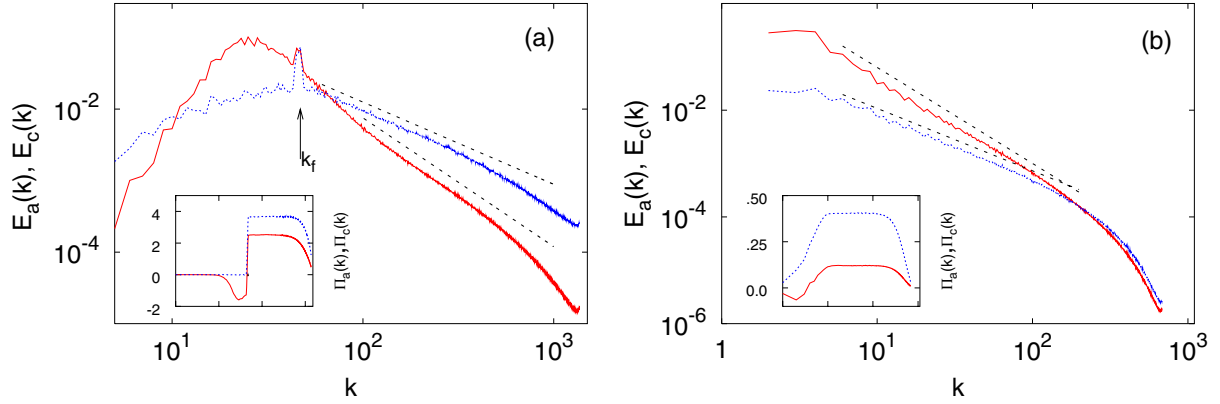 (a)
E_a(k), E_c(k)
10^-2
10^-4
k_f
4
2
0
-2
Π_a(k),Π_c(k)
10^1
10^2
10^3
k
(b)
E_a(k), E_c(k)
10^0
10^-2
10^-4
10^-6
.50
.25
0.0
Π_a(k),Π_c(k)
1
10^1
10^2
10^3
k